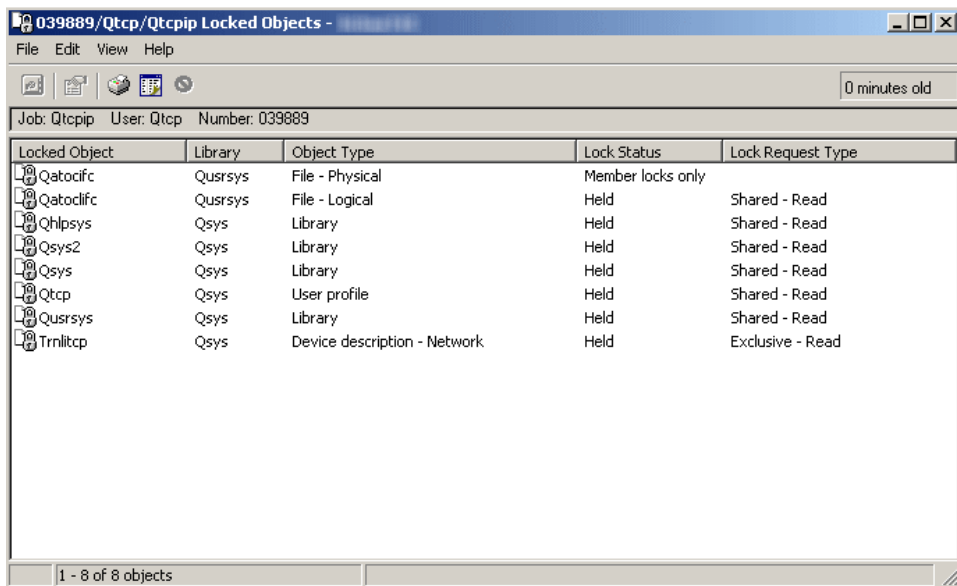 039889/Qtcp/Qtcpip Locked Objects -
File Edit View Help
0 minutes old
Job: Qtcpip User: Qtcp Number: 039889
Locked Object Library Object Type Lock Status Lock Request Type
Qatocifc Qusrsys File - Physical Member locks only
Qatoclifc Qusrsys File - Logical Held Shared - Read
Qhlpsys Qsys Library Held Shared - Read
Qsys2 Qsys Library Held Shared - Read
Qsys Qsys Library Held Shared - Read
Qtcp Qsys User profile Held Shared - Read
Qusrsys Qsys Library Held Shared - Read
Trnlitcp Qsys Device description - Network Held Exclusive - Read
1 - 8 of 8 objects